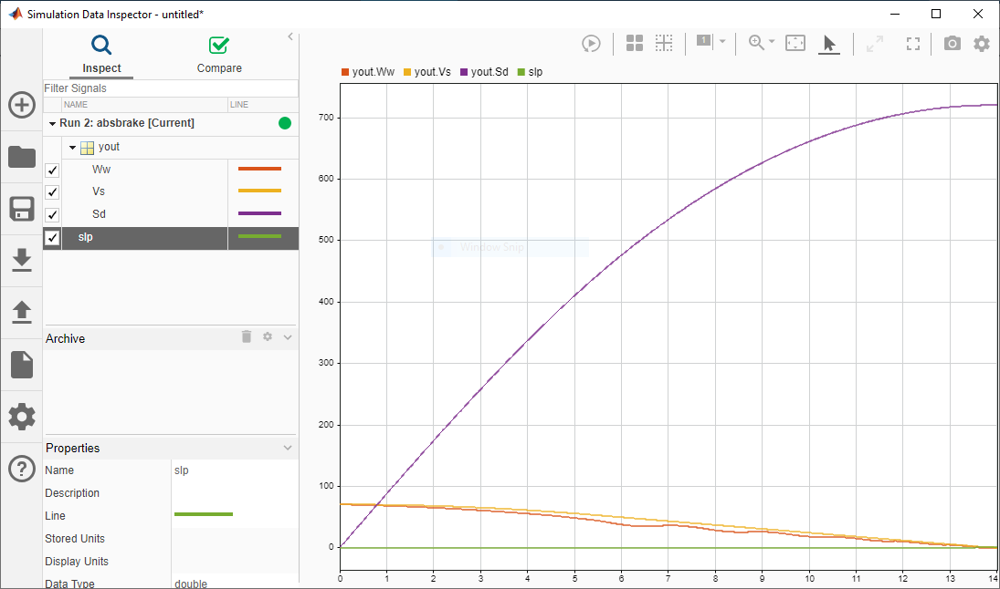 Simulation Data Inspector - untitled*
Inspect
Compare
Filter Signals
NAME LINE
Run 2: absbrake [Current]
yout
Ww
Vs
Sd
slp
Archive
Properties
Name slp
Description
Line
Stored Units
Display Units
Data Type double
1
yout.Ww yout.Vs yout.Sd slp
Window Snip
700
600
500
400
300
200
100
0
0 1 2 3 4 5 6 7 8 9 10 11 12 13 14